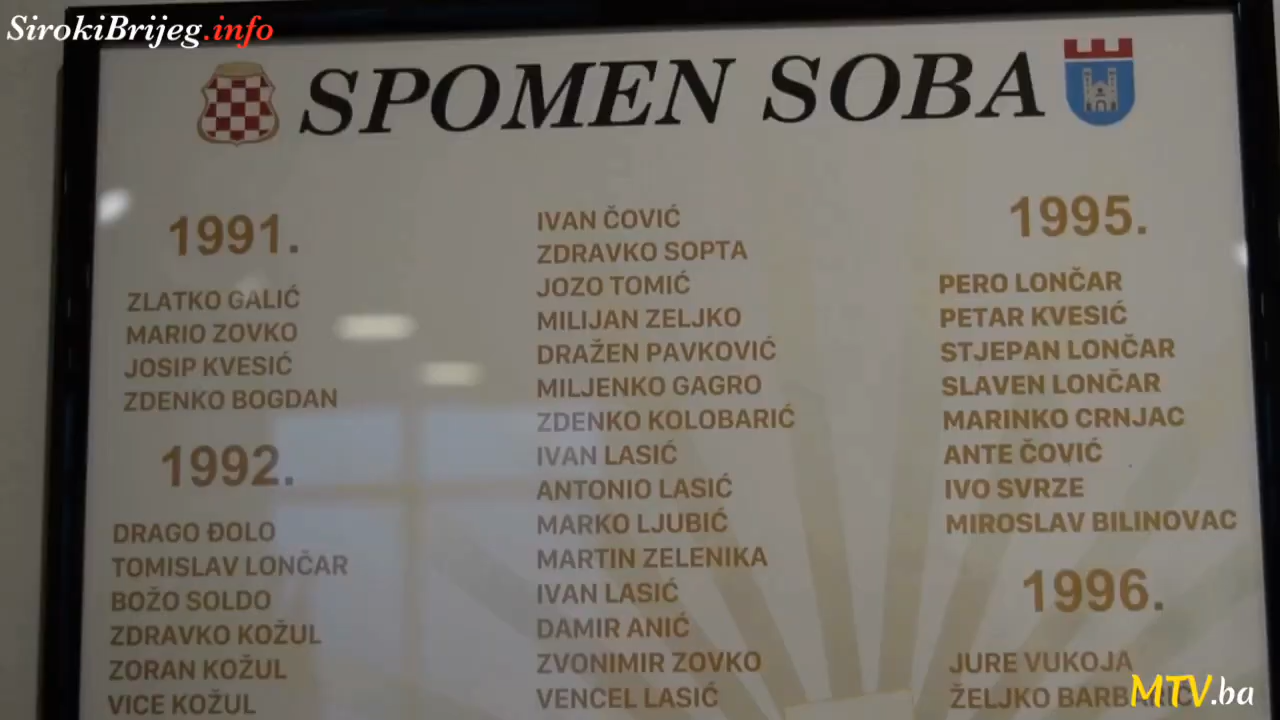 SirokiBrijeg.info
SPOMEN SOBA
1991.
ZLATKO GALIĆ
MARIO ZOVKO
JOSIP KVESIĆ
ZDENKO BOGDAN
1992.
DRAGO ĐOLO
TOMISLAV LONČAR
BOŽO SOLDO
ZDRAVKO KOŽUL
ZORAN KOŽUL
VICE KOŽUL
IVAN ČOVIĆ
ZDRAVKO SOPTA
JOZO TOMIĆ
MILIJAN ZELJKO
DRAŽEN PAVKOVIĆ
MILJENKO GAGRO
ZDENKO KOLOBARIĆ
IVAN LASIĆ
ANTONIO LASIĆ
MARKO LJUBIĆ
MARTIN ZELENIKA
IVAN LASIĆ
DAMIR ANIĆ
ZVONIMIR ZOVKO
VENCEL LASIĆ
1995.
PERO LONČAR
PETAR KVESIĆ
STJEPAN LONČAR
SLAVEN LONČAR
MARINKO CRNJAC
ANTE ČOVIĆ
IVO SVRZE
MIROSLAV BILINOVAC
1996.
JURE VUKOJA
ŽELJKO
MTV.ba